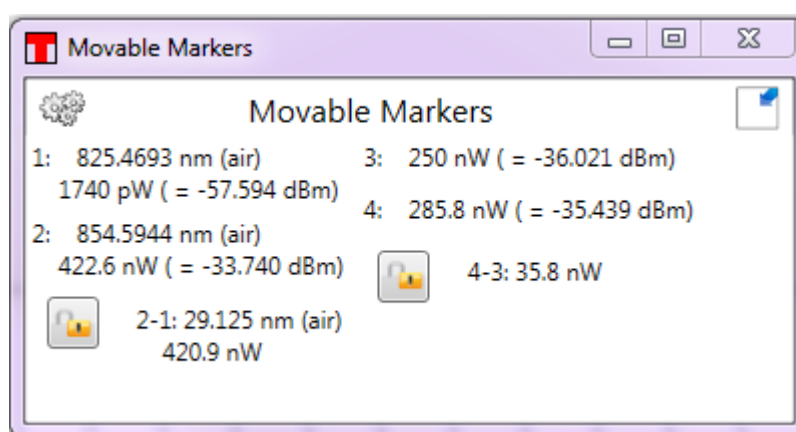 Movable Markers
Movable Markers
1: 825.4693 nm (air)
1740 pW ( = -57.594 dBm)
2: 854.5944 nm (air)
422.6 nW ( = -33.740 dBm)
2-1: 29.125 nm (air)
420.9 nW
3: 250 nW ( = -36.021 dBm)
4: 285.8 nW ( = -35.439 dBm)
4-3: 35.8 nW